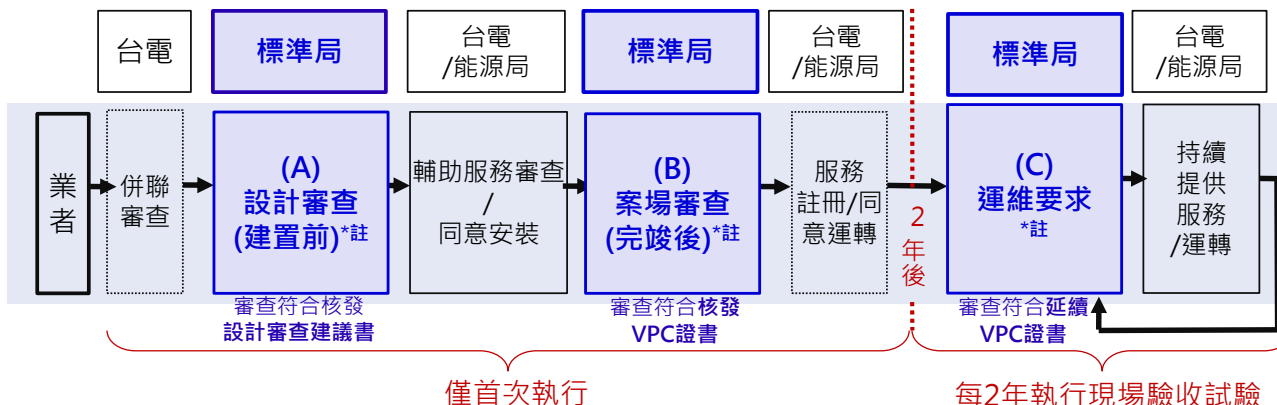 台電
標準局
台電
/能源局
標準局
台電
/能源局
標準局
台電
/能源局
業者
併聯
審查
(A)
設計審查
(建置前)*註
輔助服務審查
/
同意安裝
(B)
案場審查
(完竣後)*註
服務
註冊/同
意運轉
2
年後
(C)
運維要求
*註
持續
提供
服務
/運轉
審查符合核發
設計審查建議書
審查符合核發
VPC證書
審查符合延續
VPC證書
僅首次執行
每2年執行現場驗收試驗